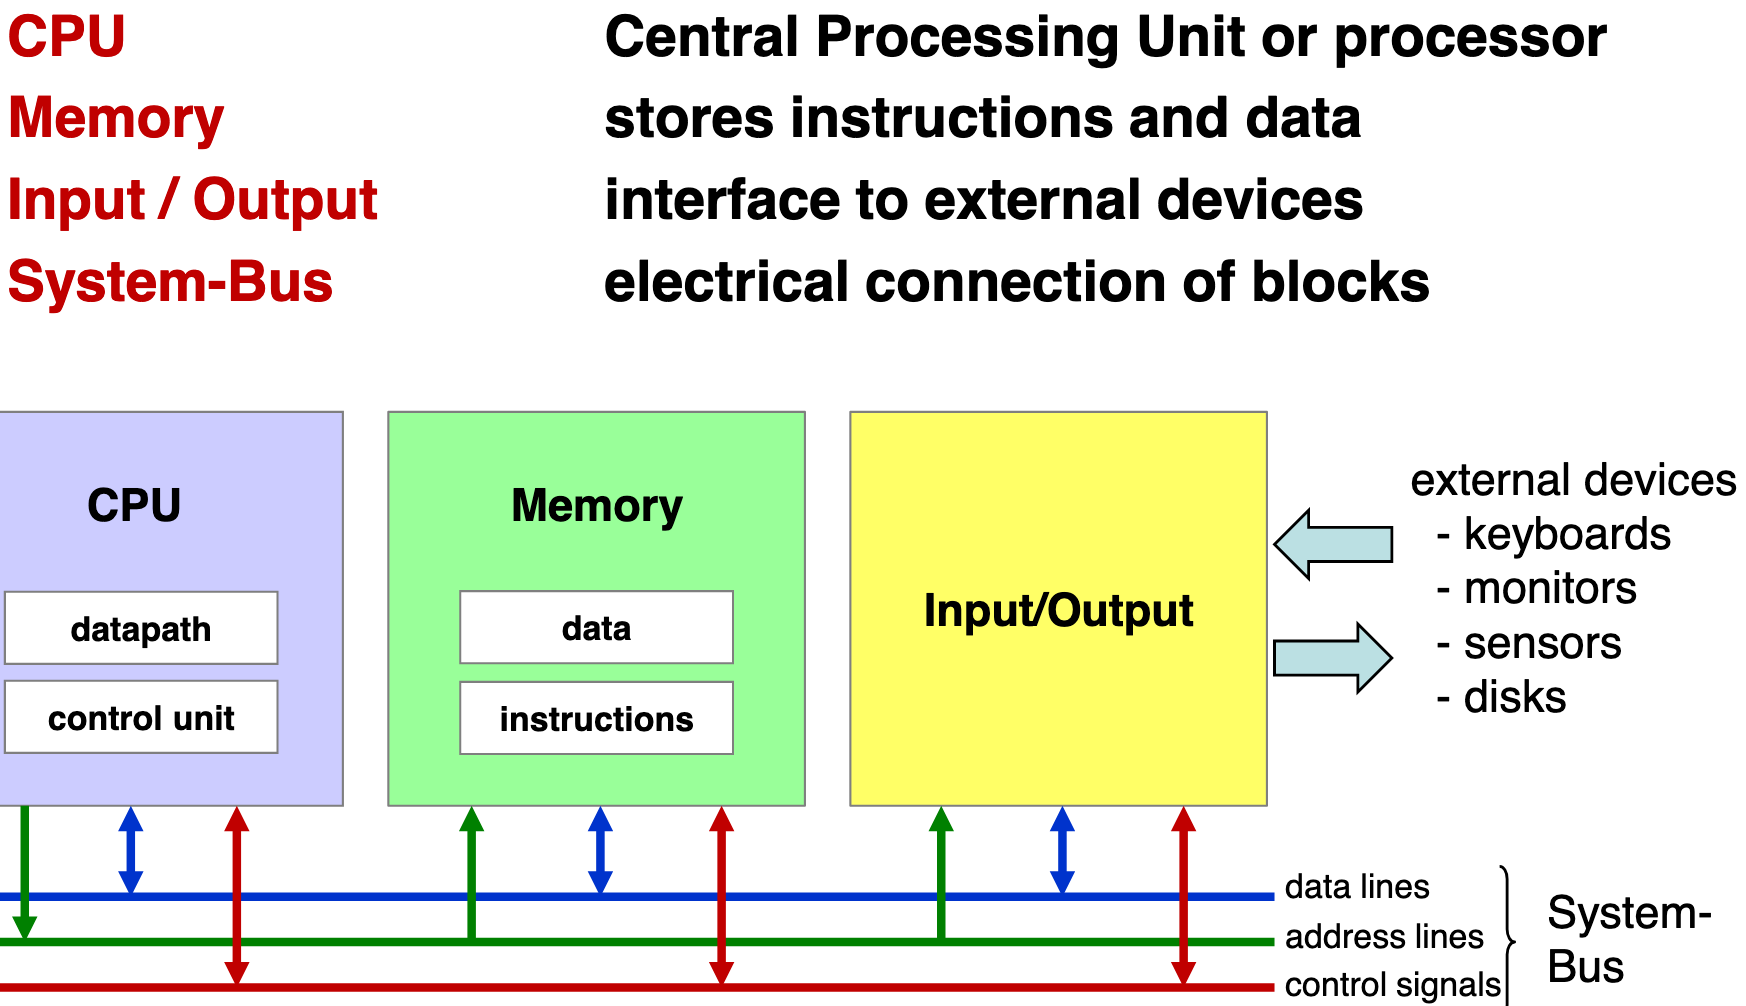 CPU Central Processing Unit or processor
Memory stores instructions and data
Input / Output interface to external devices
System-Bus electrical connection of blocks
CPU
datapath
control unit
Memory
data
instructions
Input/Output
external devices
- keyboards
- monitors
- sensors
- disks
data lines
address lines
control signals
System-
Bus